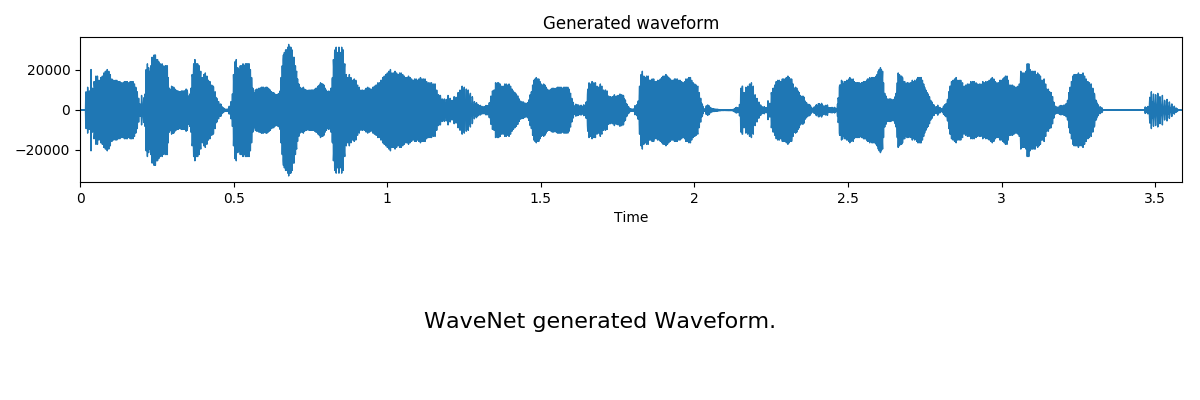 Generated waveform
20000
0
−20000
0 0.5 1 1.5 2 2.5 3 3.5
Time
WaveNet generated Waveform.